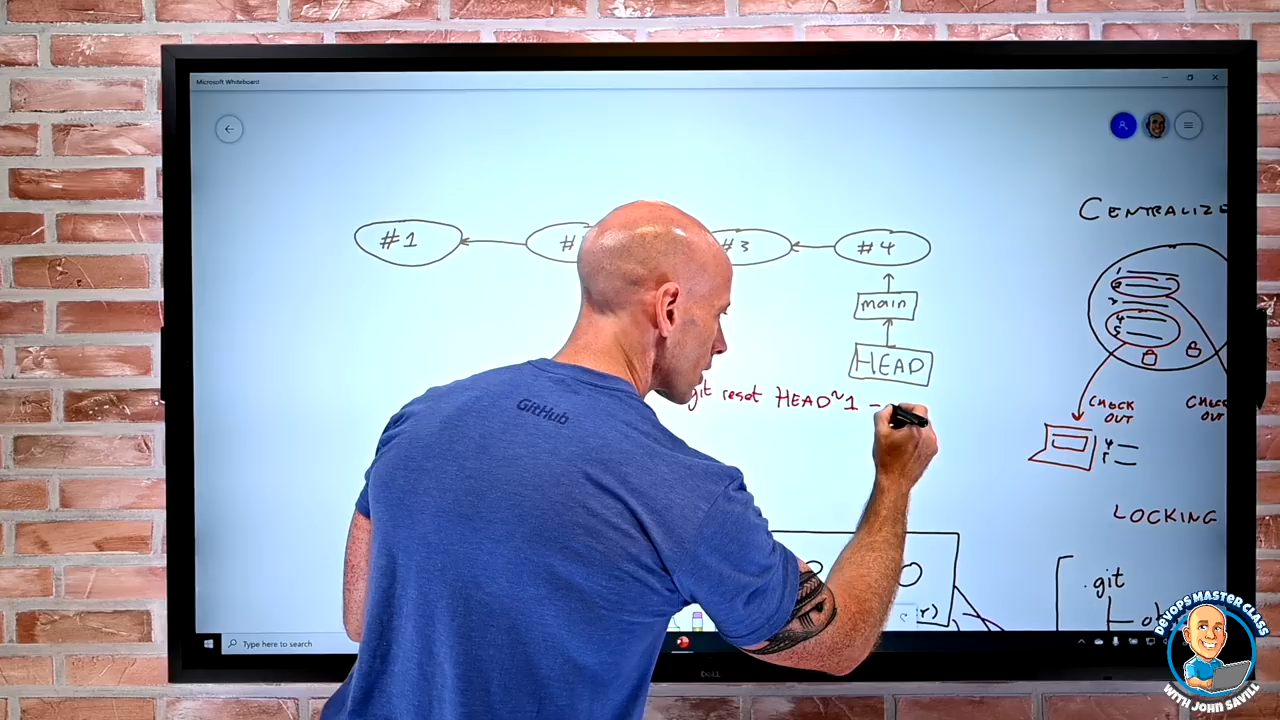 Microsoft Whiteboard
CENTRALIZE
#1
#3
#4
main
HEAD
git reset HEAD~1 -
CHECK
OUT
CHECK
OUT
LOCKING
GitHub
.git
Type here to search
DELL
DEVOPS MASTER CLASS
WITH JOHN SAVILL